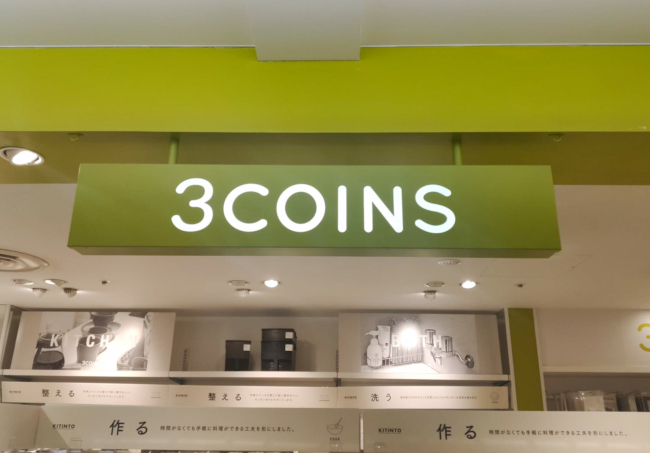 3COINS
KITCHEN
BATH
整える
整える
洗う
KITINTO
作る
時間がなくても手軽に料理ができる工夫を形にしました。
KITINTO
作る
時間がなくても手軽に料理ができる工夫を形にしました。